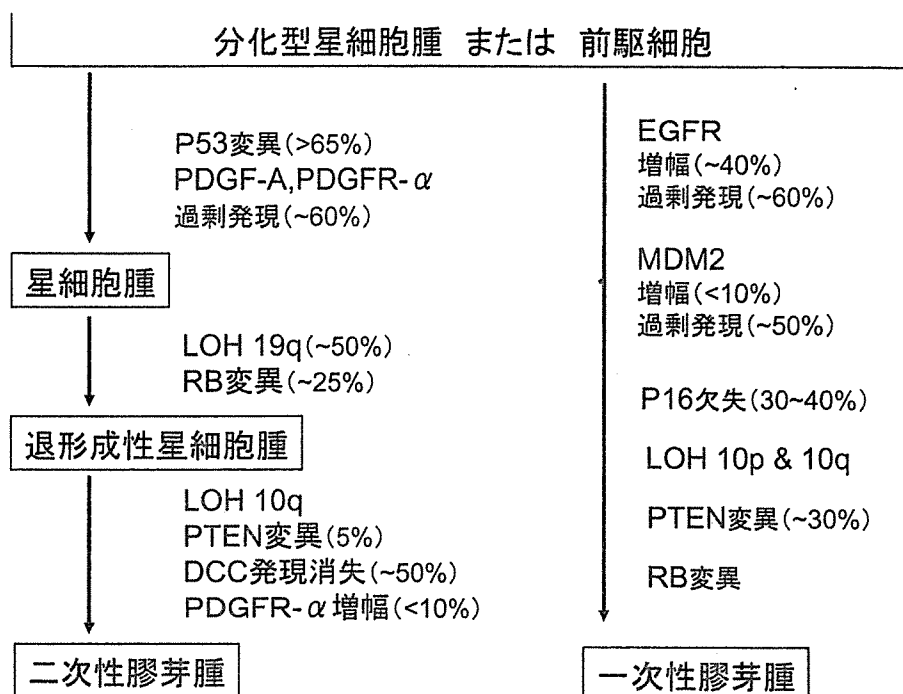 分化型星細胞腫 または 前駆細胞
P53変異(>65%)
PDGF-A,PDGFR-α
過剰発現(~60%)
星細胞腫
LOH 19q(~50%)
RB変異(~25%)
退形成性星細胞腫
LOH 10q
PTEN変異(5%)
DCC発現消失(~50%)
PDGFR-α増幅(<10%)
二次性膠芽腫
EGFR
増幅(~40%)
過剰発現(~60%)
MDM2
増幅(<10%)
過剰発現(~50%)
P16欠失(30~40%)
LOH 10p & 10q
PTEN変異(~30%)
RB変異
一次性膠芽腫